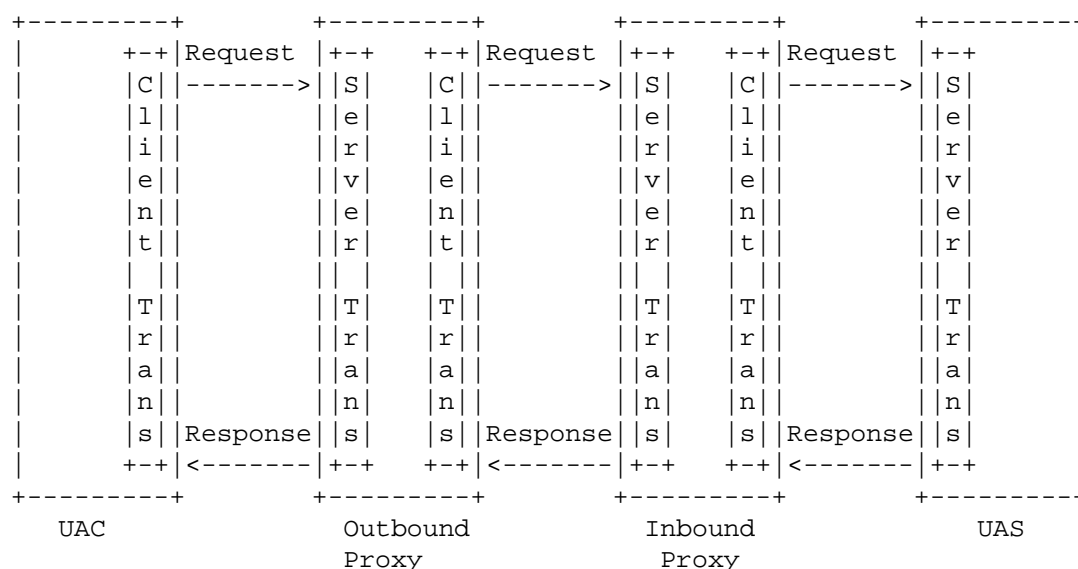 +---------+        +---------+        +---------+        +---------
|      +-+|Request |+-+   +-+|Request |+-+   +-+|Request |+-+
|      |C||------->||S|   |C||------->||S|   |C||------->||S|
|      |l||        ||e|   |l||        ||e|   |l||        ||e|
|      |i||        ||r|   |i||        ||r|   |i||        ||r|
|      |e||        ||v|   |e||        ||v|   |e||        ||v|
|      |n||        ||e|   |n||        ||e|   |n||        ||e|
|      |t||        ||r|   |t||        ||r|   |t||        ||r|
|      | ||        || |   | ||        || |   | ||        || |
|      |T||        ||T|   |T||        ||T|   |T||        ||T|
|      |r||        ||r|   |r||        ||r|   |r||        ||r|
|      |a||        ||a|   |a||        ||a|   |a||        ||a|
|      |n||        ||n|   |n||        ||n|   |n||        ||n|
|      |s||Response||s|   |s||Response||s|   |s||Response||s|
|      +-+|<-------|+-+   +-+|<-------|+-+   +-+|<-------|+-+
+---------+        +---------+        +---------+        +---------
   UAC               Outbound           Inbound              UAS
                     Proxy               Proxy